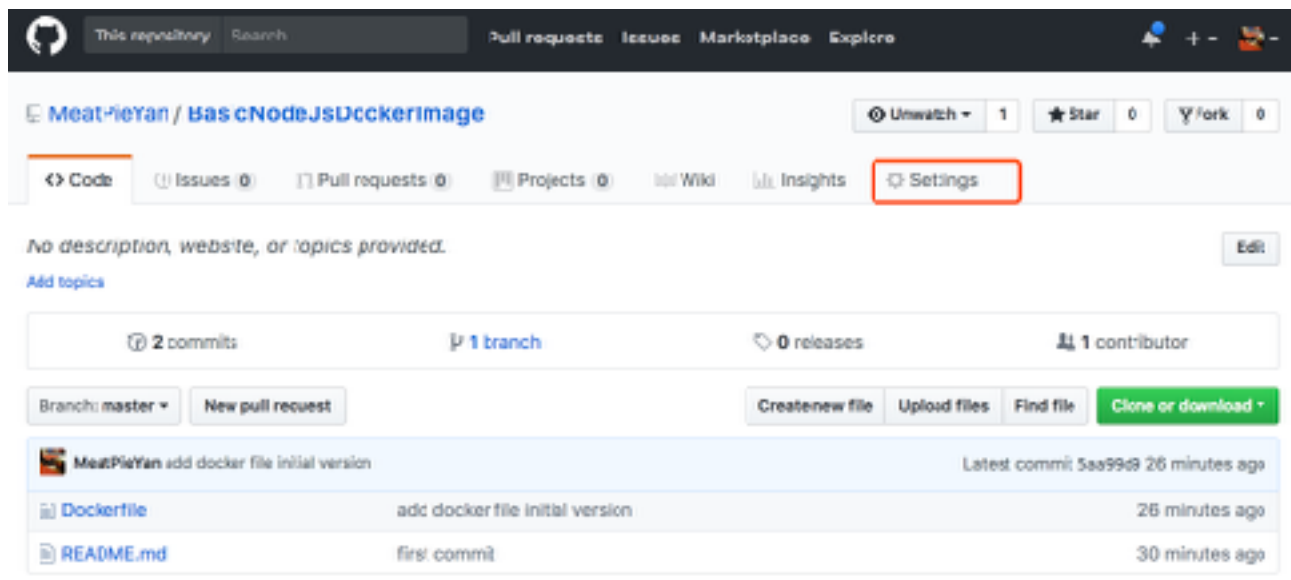 This repository Search Pull requests Issues Marketplace Explore
MeatPieYan / BasicNodeJsDockerImage Unwatch 1 Star 0 Fork 0
Code Issues 0 Pull requests 0 Projects 0 Wiki Insights Settings
No description, website, or topics provided. Edit
Add topics
2 commits 1 branch 0 releases 1 contributor
Branch: master New pull request Create new file Upload files Find file Clone or download
MeatPieYan add docker file initial version Latest commit 5aa99d9 26 minutes ago
Dockerfile add docker file initial version 26 minutes ago
README.md first commit 30 minutes ago